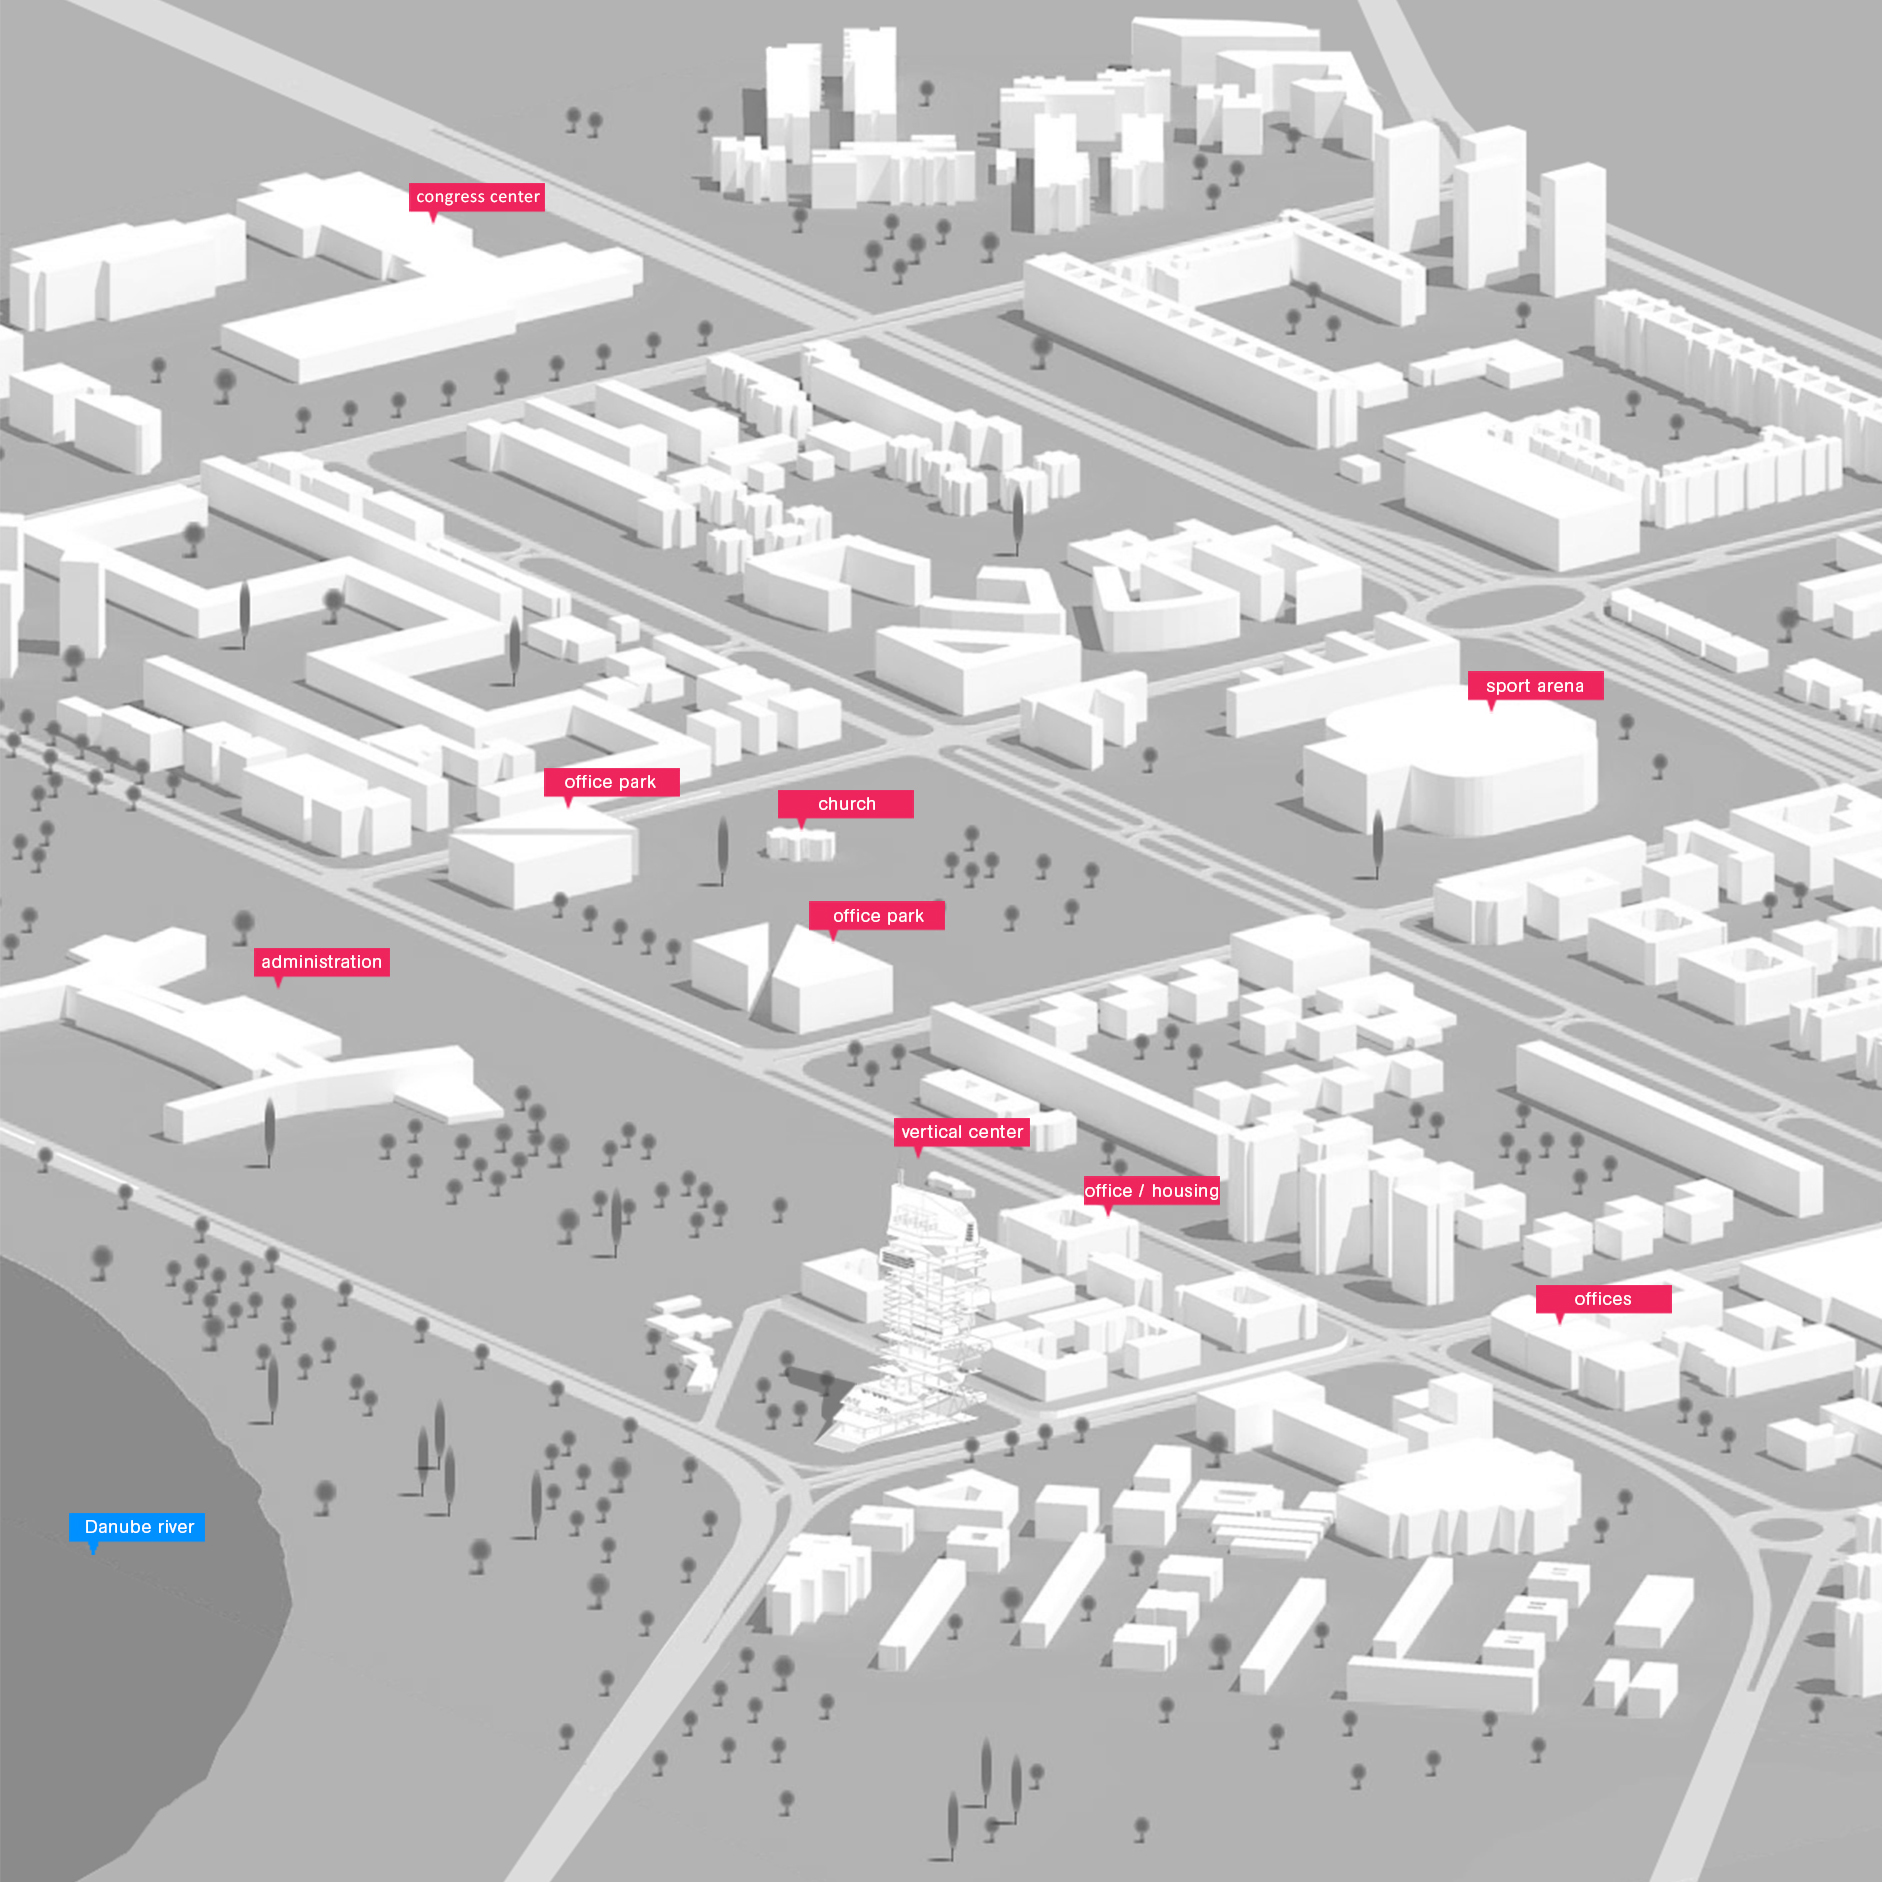 congress center
sport arena
office park
church
office park
administration
vertical center
office / housing
offices
Danube river